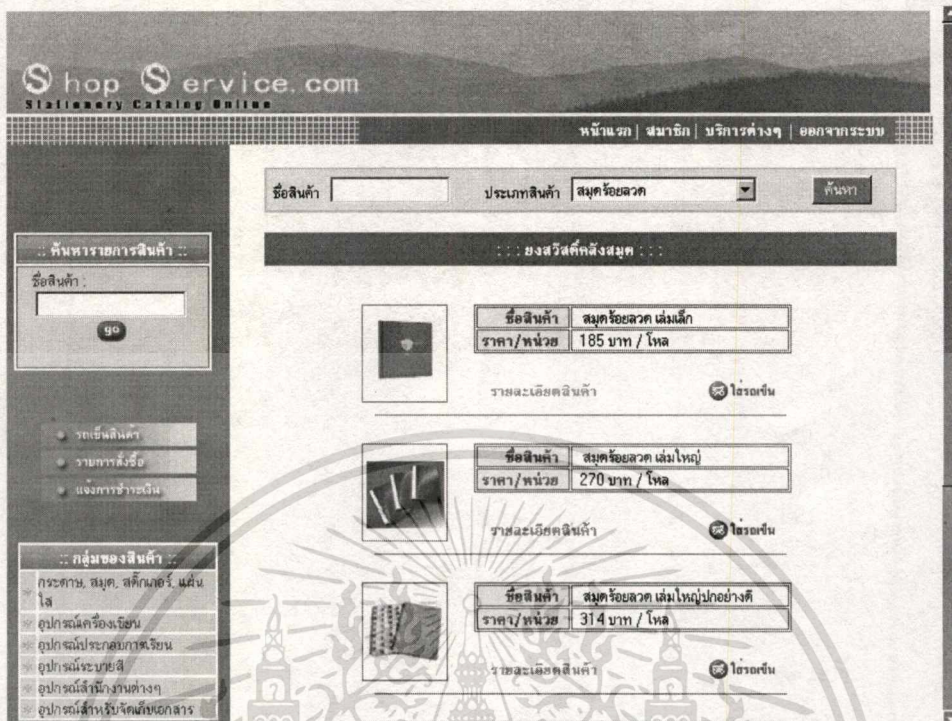 Shop Service.com
Stationery Catalog Online
หน้าแรก | สมาชิก | บริการต่างๆ | ออกจากระบบ
ชื่อสินค้า ประเภทสินค้า สมุดร้อยลวด ค้นหา
.: ค้นหารายการสินค้า :.
ชื่อสินค้า :
go
รถเข็นสินค้า
รายการสั่งซื้อ
แจ้งการชำระเงิน
.: กลุ่มของสินค้า :.
กระดาษ, สมุด, สติ๊กเกอร์, แผ่น
ใส
อุปกรณ์เครื่องเขียน
อุปกรณ์ประกอบการเรียน
อุปกรณ์ระบายสี
อุปกรณ์สำนักงานต่างๆ
อุปกรณ์สำหรับจัดเก็บเอกสาร
: : : ยงสวัสดิ์คลังสมุด : : :
ชื่อสินค้า สมุดร้อยลวด เล่มเล็ก
ราคา/หน่วย 185 บาท / โหล
รายละเอียดสินค้า ใส่รถเข็น
ชื่อสินค้า สมุดร้อยลวด เล่มใหญ่
ราคา/หน่วย 270 บาท / โหล
รายละเอียดสินค้า ใส่รถเข็น
ชื่อสินค้า สมุดร้อยลวด เล่มใหญ่ปกอย่างดี
ราคา/หน่วย 314 บาท / โหล
รายละเอียดสินค้า ใส่รถเข็น